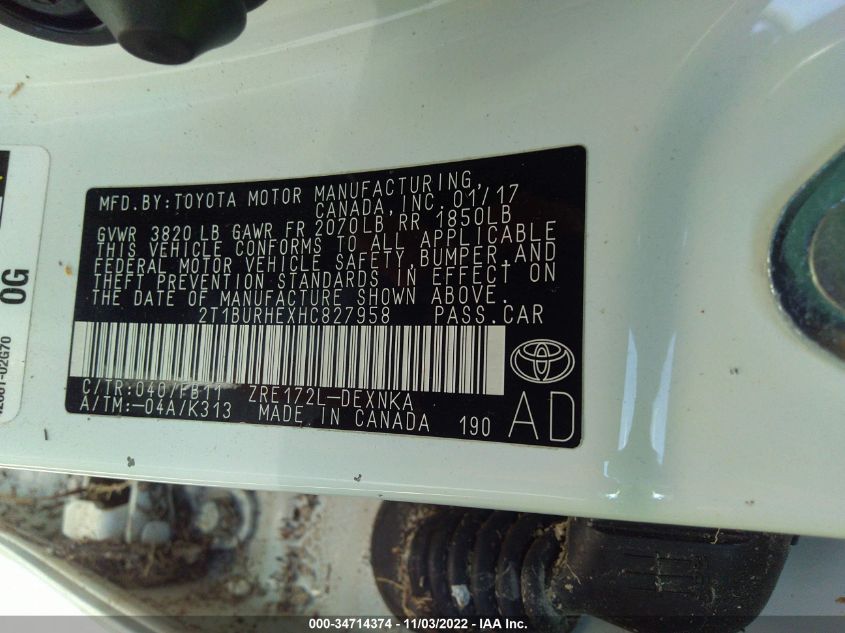 MFD. BY: TOYOTA MOTOR MANUFACTURING,
CANADA, INC. 01/17
GVWR 3820 LB GAWR FR 2070LB RR 1850LB
THIS VEHICLE CONFORMS TO ALL APPLICABLE
FEDERAL MOTOR VEHICLE SAFETY, BUMPER, AND
THEFT PREVENTION STANDARDS IN EFFECT ON
THE DATE OF MANUFACTURE SHOWN ABOVE.
2T1BURHEXHC827958 PASS.CAR
C/TR:040/FB11 ZRE172L-DEXNKA
A/TM:-04A/K313 MADE IN CANADA 190 AD
0G
02G70
000-34714374 - 11/03/2022 - IAA Inc.